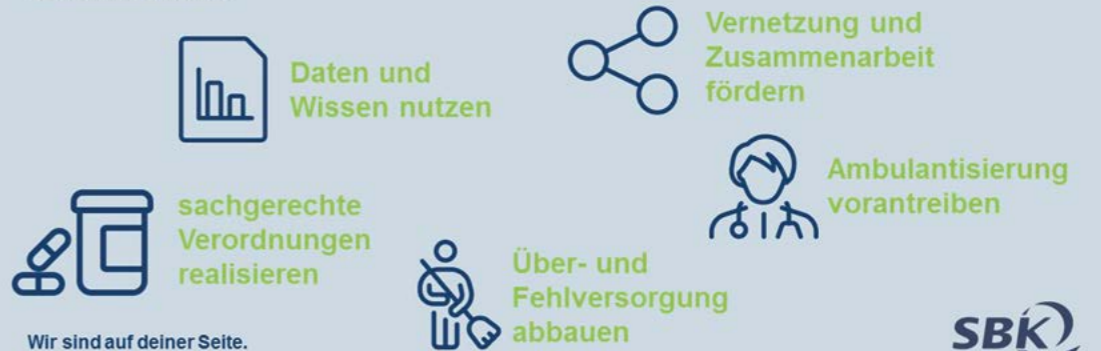 Vernetzung und
Zusammenarbeit
fördern
Daten und
Wissen nutzen
Ambulantisierung
vorantreiben
sachgerechte
Verordnungen
realisieren
Über- und
Fehlversorgung
abbauen
Wir sind auf deiner Seite.
SBK